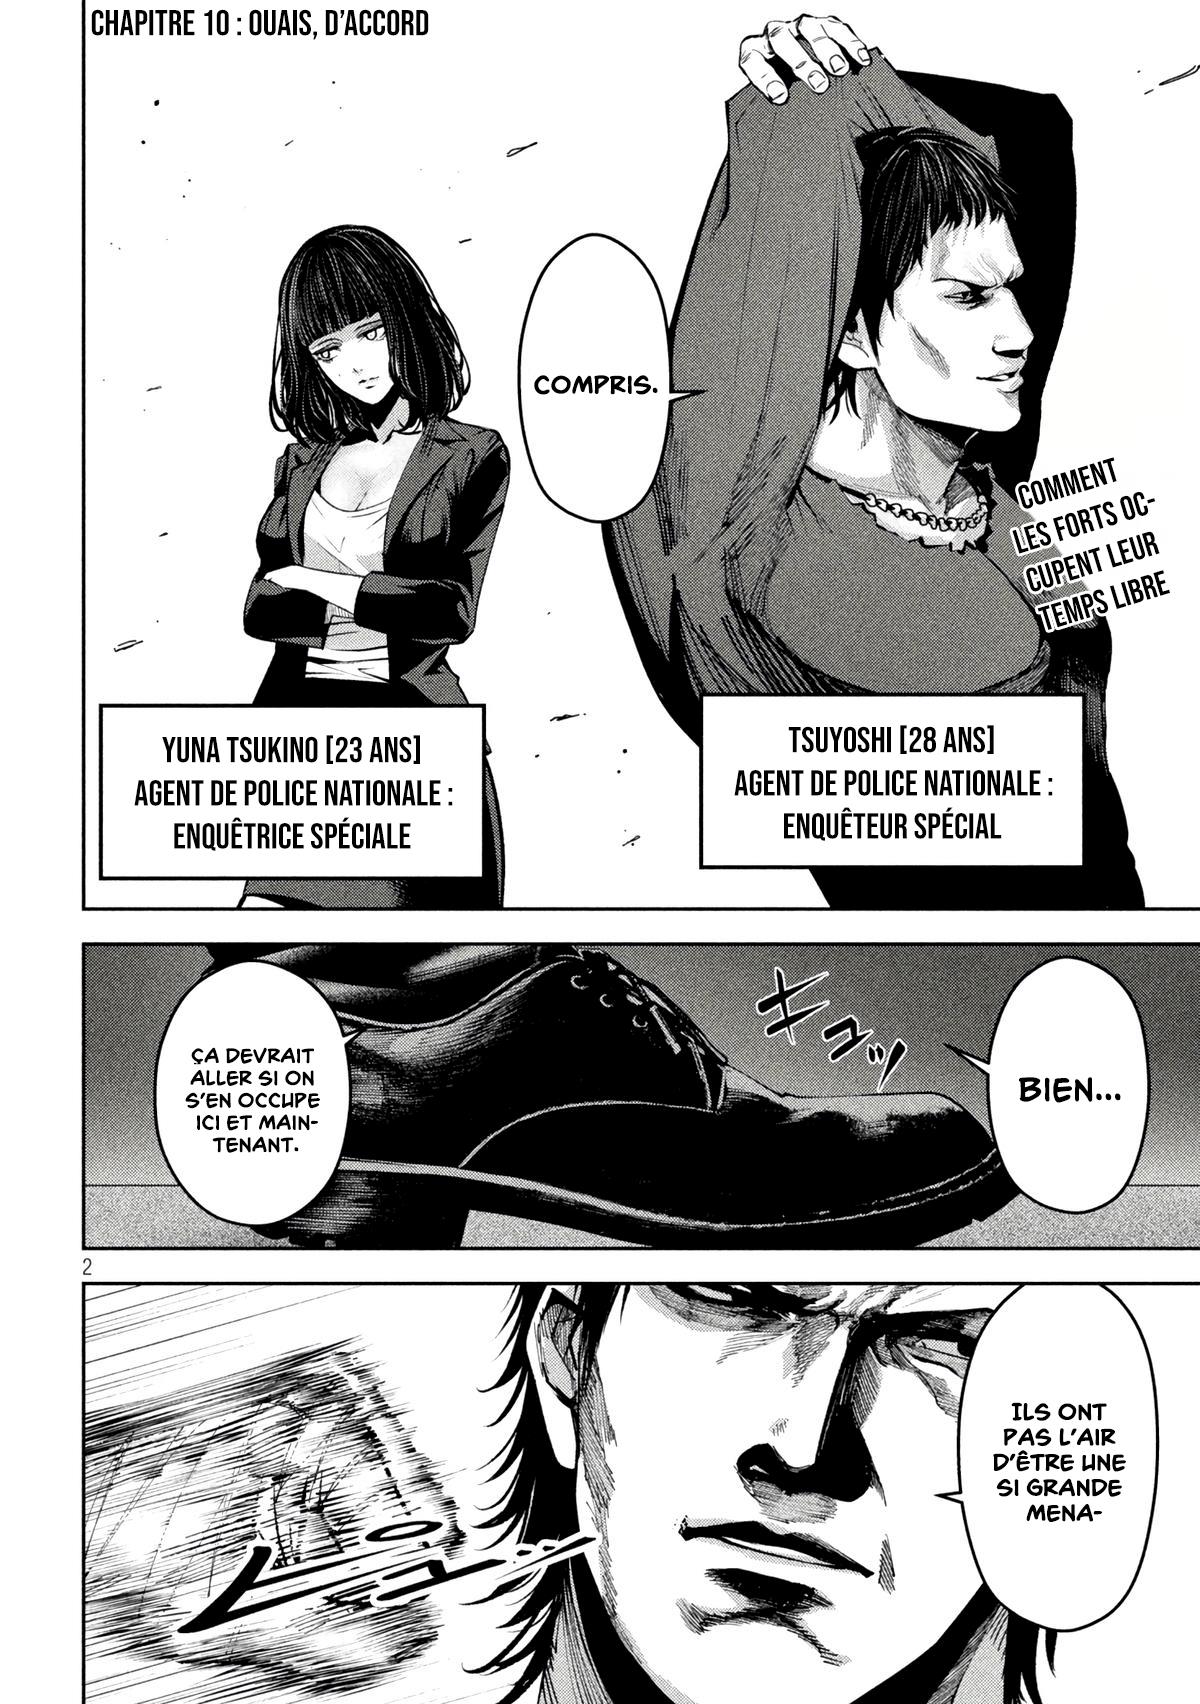 CHAPITRE 10 : OUAIS, D'ACCORD
COMPRIS.
COMMENT
LES FORTS OC-
CUPENT LEUR
TEMPS LIBRE
TSUYOSHI [28 ANS]
AGENT DE POLICE NATIONALE :
ENQUÊTEUR SPÉCIAL
YUNA TSUKINO [23 ANS]
AGENT DE POLICE NATIONALE :
ENQUÊTRICE SPÉCIALE
BIEN...
ギュッ
ÇA DEVRAIT
ALLER SI ON
S'EN OCCUPE
ICI ET MAIN-
TENANT.
2
ILS ONT
PAS L'AIR
D'ÊTRE UNE
SI GRANDE
MENA-